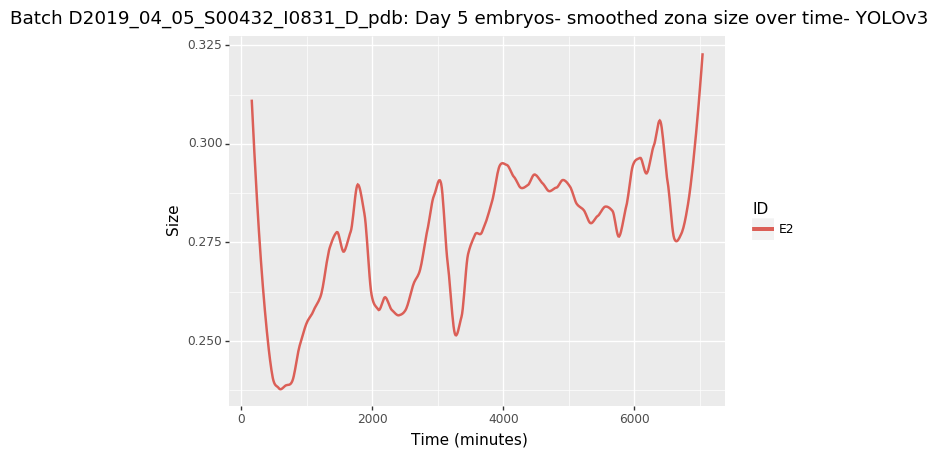 Batch D2019_04_05_S00432_I0831_D_pdb: Day 5 embryos- smoothed zona size over time- YOLOv3
0.325
0.300
0.275
0.250
Size
0
2000
4000
6000
Time (minutes)
ID
E2